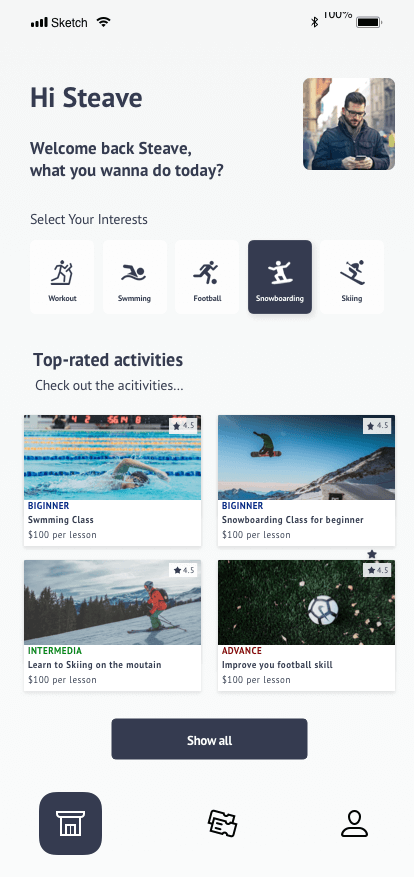 Sketch 100%
Hi Steave
Welcome back Steave,
what you wanna do today?
Select Your Interests
Workout Swmming Football Snowboarding Skiing
Top-rated activities
Check out the acitivities...
4.5 4.5
BIGINNER BIGINNER
Swmming Class Snowboarding Class for beginner
$100 per lesson $100 per lesson
4.5 4.5
INTERMEDIA ADVANCE
Learn to Skiing on the moutain Improve you football skill
$100 per lesson $100 per lesson
Show all